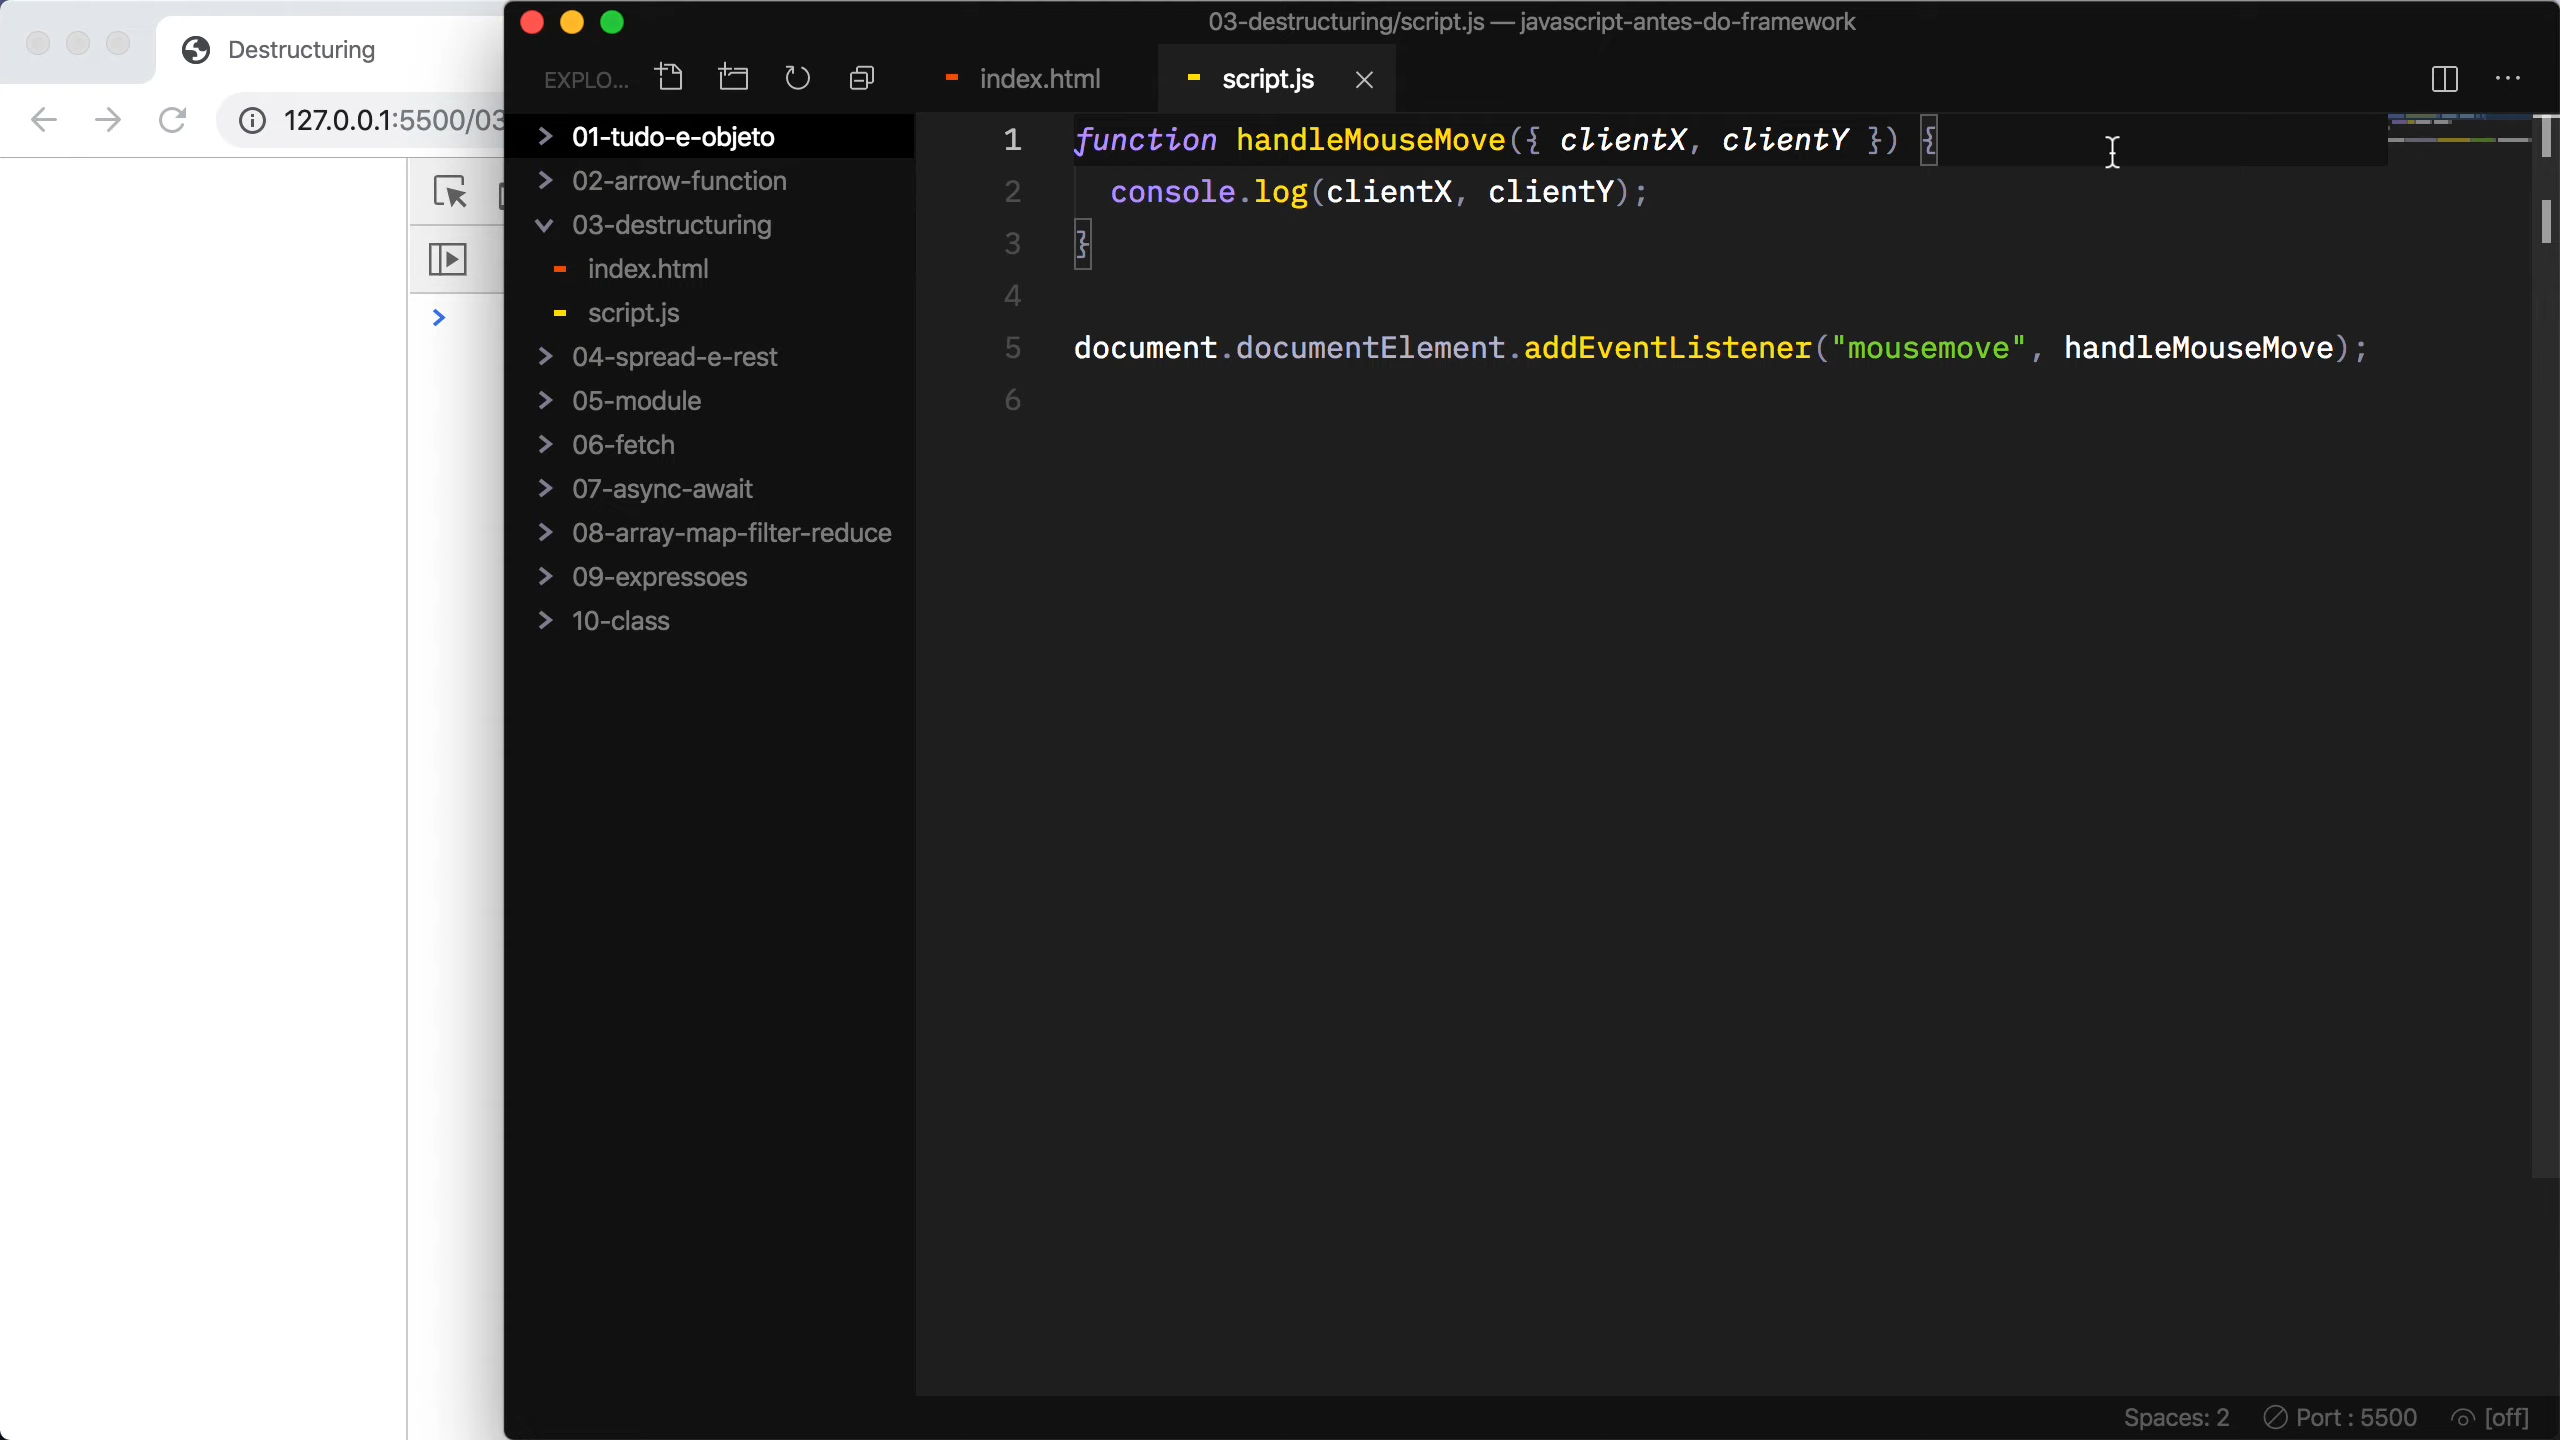 Destructuring
127.0.0.1:5500/03
03-destructuring/script.js — javascript-antes-do-framework
EXPLO...
index.html
script.js
01-tudo-e-objeto
02-arrow-function
03-destructuring
index.html
script.js
04-spread-e-rest
05-module
06-fetch
07-async-await
08-array-map-filter-reduce
09-expressoes
10-class
1 function handleMouseMove({ clientX, clientY }) {
2 console.log(clientX, clientY);
3 }
4
5 document.documentElement.addEventListener("mousemove", handleMouseMove);
6
Spaces: 2 Port : 5500 [off]